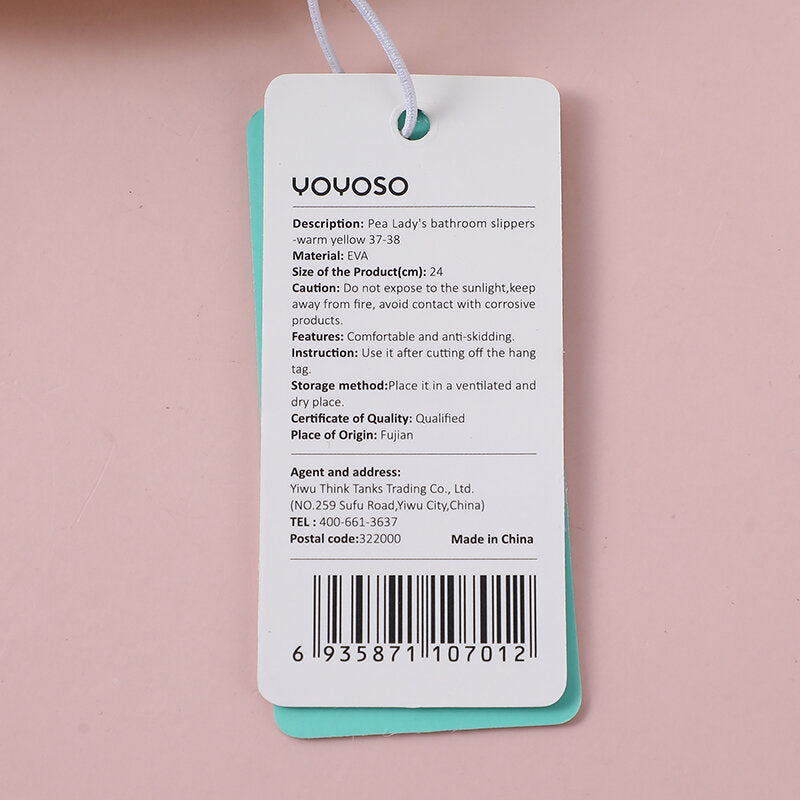 YOYOSO
Description: Pea Lady's bathroom slippers
-warm yellow 37-38
Material: EVA
Size of the Product(cm): 24
Caution: Do not expose to the sunlight,keep
away from fire, avoid contact with corrosive
products.
Features: Comfortable and anti-skidding.
Instruction: Use it after cutting off the hang
tag.
Storage method:Place it in a ventilated and
dry place.
Certificate of Quality: Qualified
Place of Origin: Fujian
Agent and address:
Yiwu Think Tanks Trading Co., Ltd.
(NO.259 Sufu Road,Yiwu City,China)
TEL : 400-661-3637
Postal code:322000 Made in China
6 935871 107012